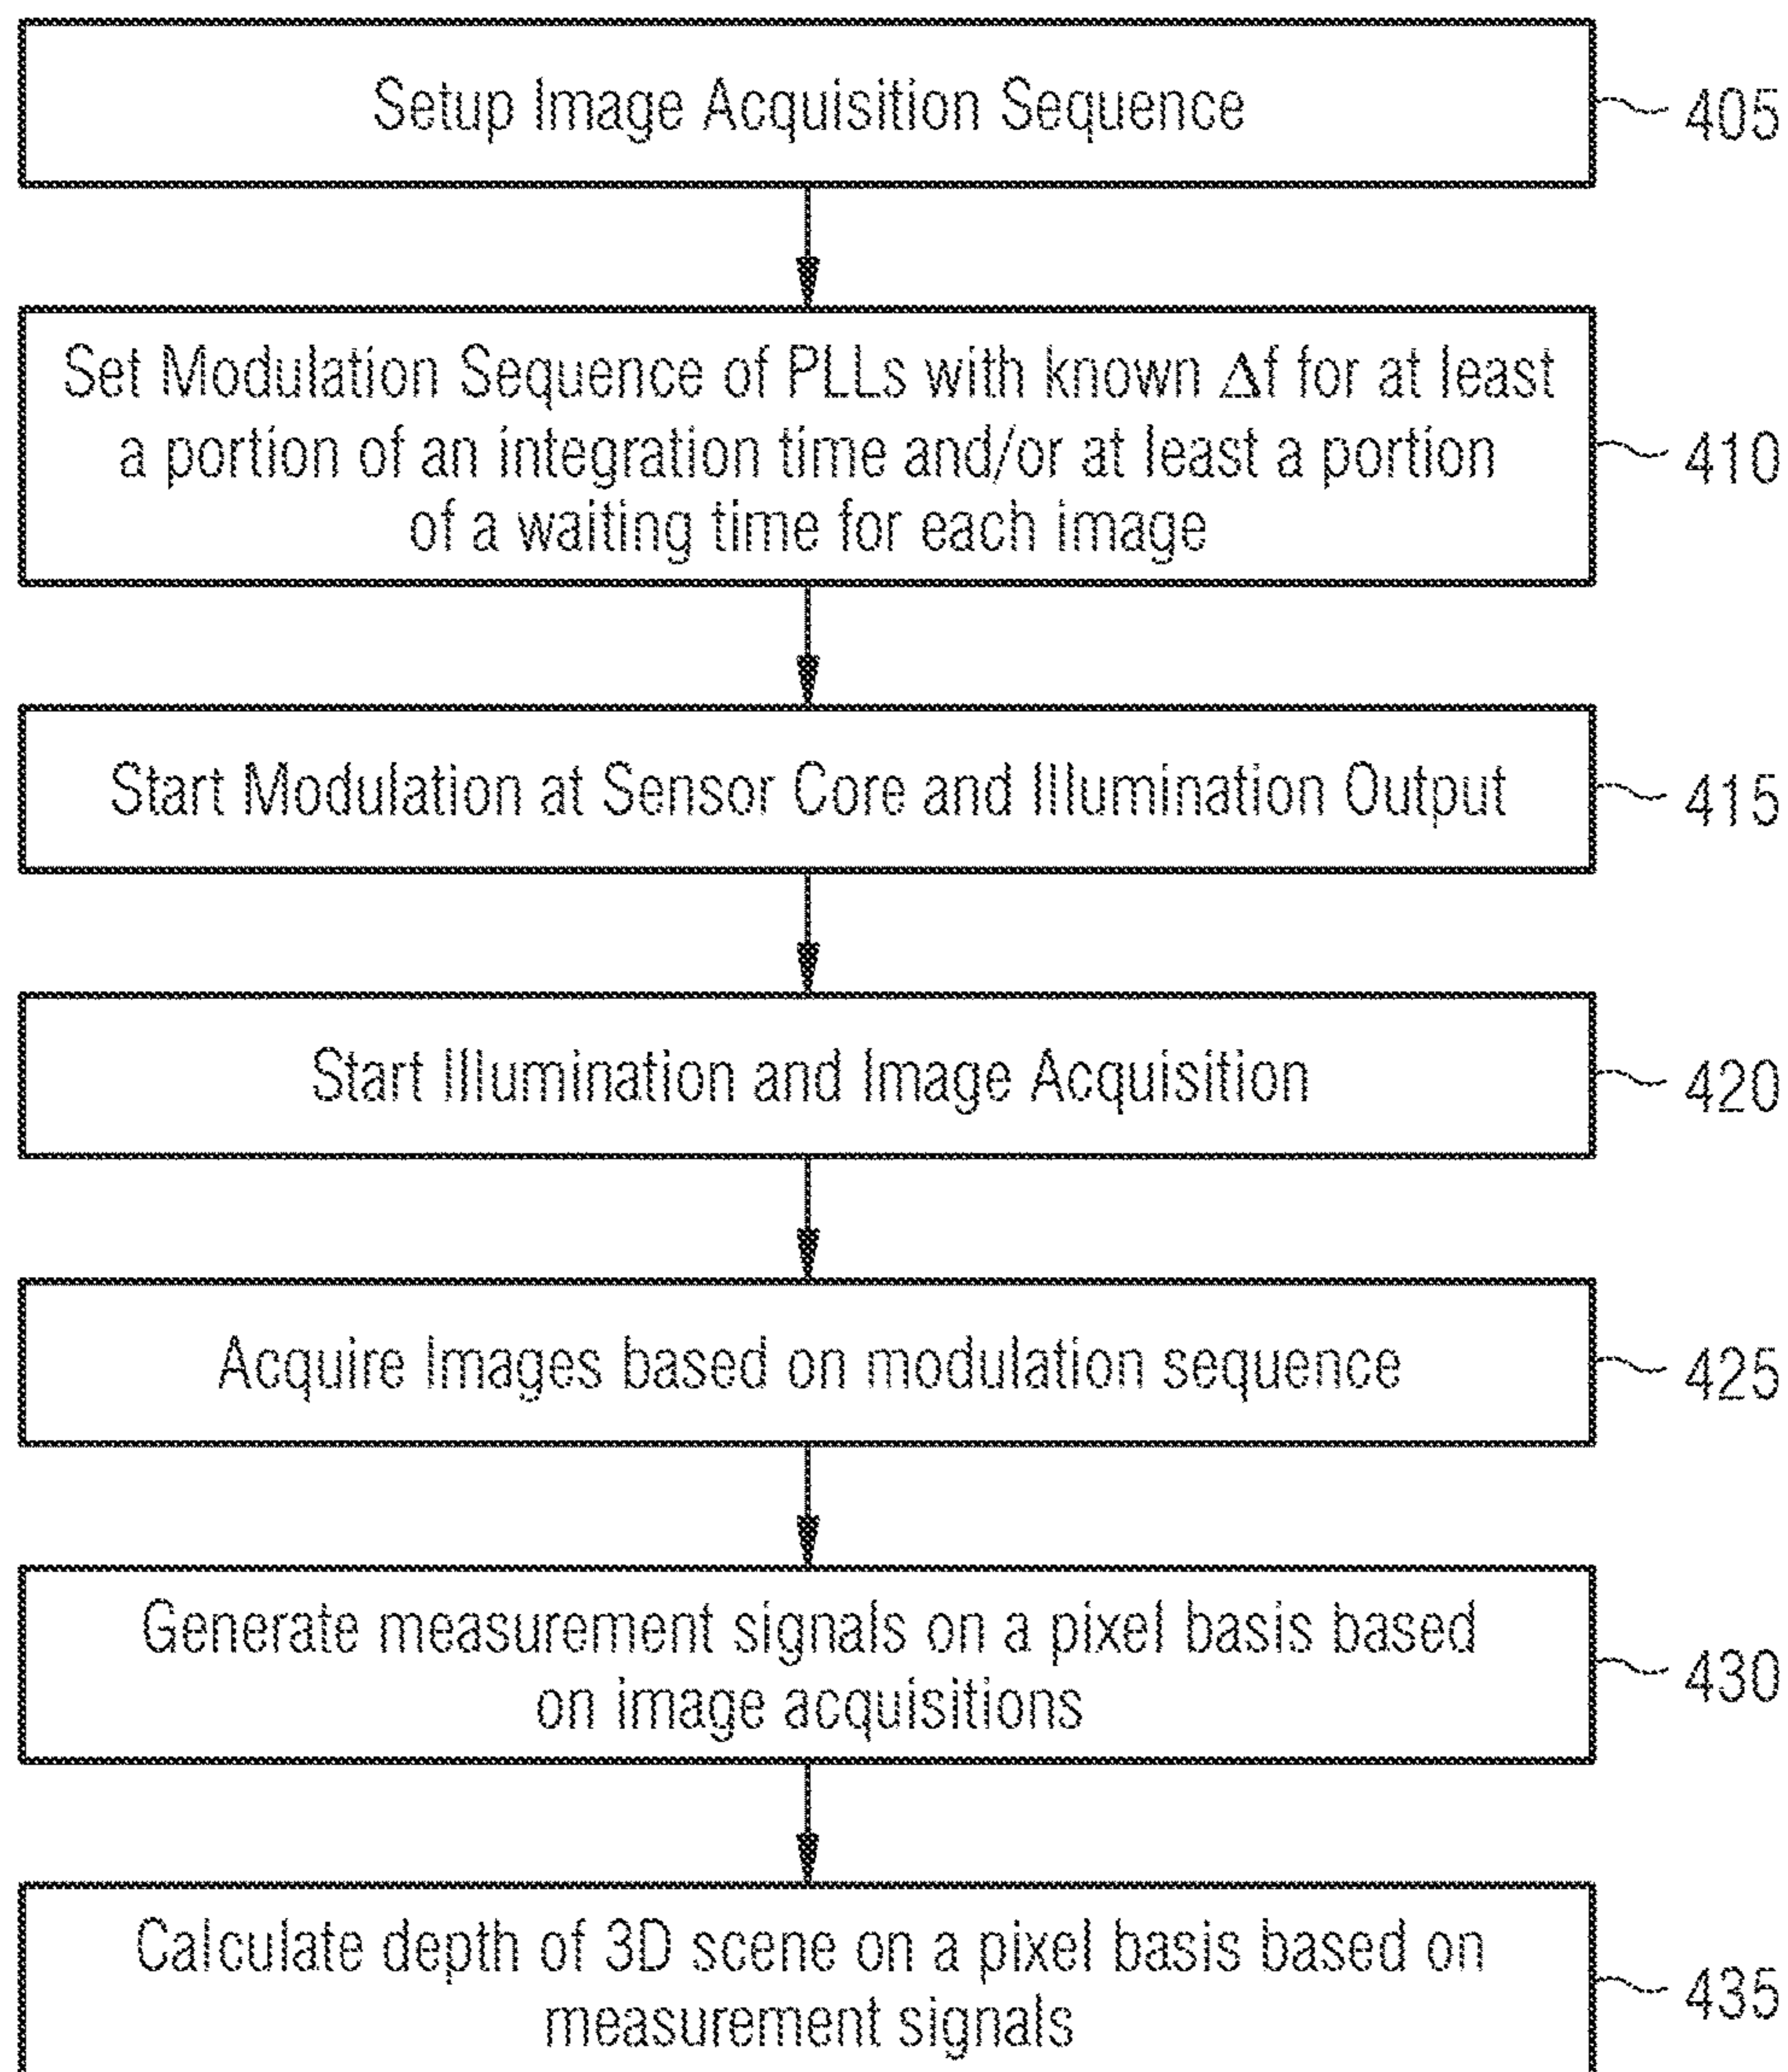 Setup Image Acquisition Sequence
405
Set Modulation Sequence of PLLs with known Δf for at least
a portion of an integration time and/or at least a portion
of a waiting time for each image
410
Start Modulation at Sensor Core and Illumination Output
415
Start Illumination and Image Acquisition
420
Acquire Images based on modulation sequence
425
Generate measurement signals on a pixel basis based
on image acquisitions
430
Calculate depth of 3D scene on a pixel basis based on
measurement signals
435